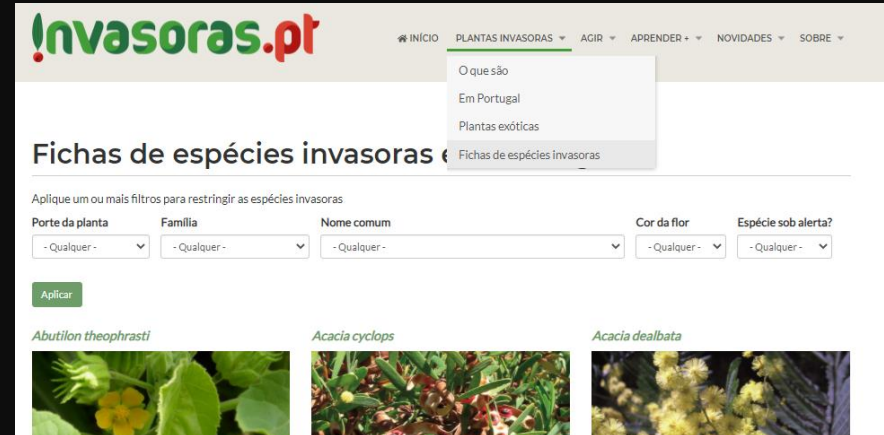 Invasoras.pt
INÍCIO PLANTAS INVASORAS AGIR APRENDER + NOVIDADES SOBRE
O que são
Em Portugal
Plantas exóticas
Fichas de espécies invasoras
Fichas de espécies invasoras
Aplique um ou mais filtros para restringir as espécies invasoras
Porte da planta Família Nome comum Cor da flor Espécie sob alerta?
- Qualquer - - Qualquer - - Qualquer - - Qualquer - - Qualquer -
Aplicar
Abutilon theophrasti Acacia cyclops Acacia dealbata